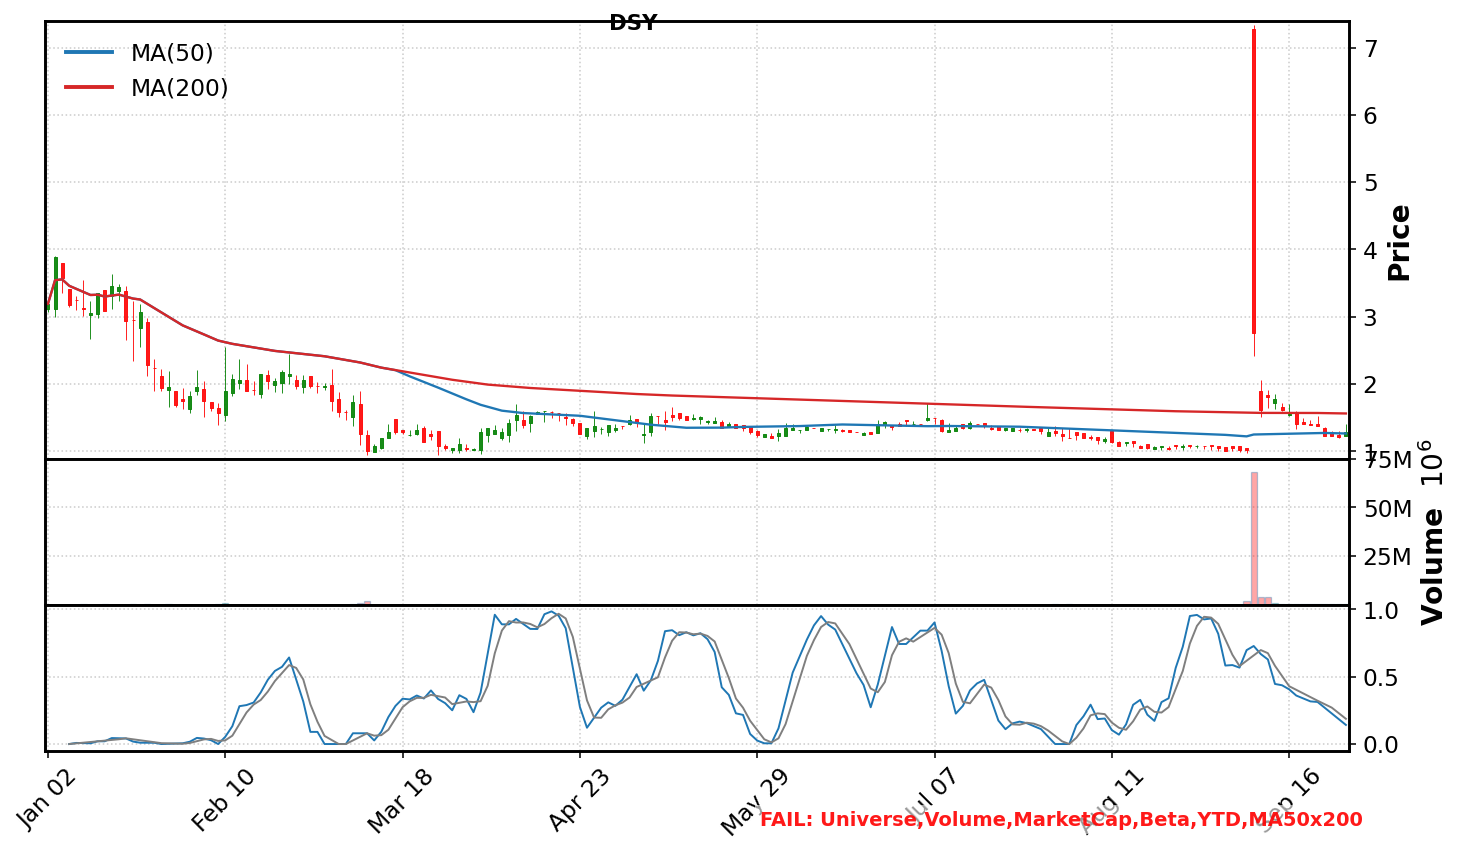 DSY
MA(50)
MA(200)
7
6
5
4
3
2
1
Price
75M
50M
25M
Volume 10^6
1.0
0.5
0.0
Jan 02
Feb 10
Mar 18
Apr 23
May 29
Jul 07
Aug 11
Sep 16
FAIL: Universe,Volume,MarketCap,Beta,YTD,MA50x200